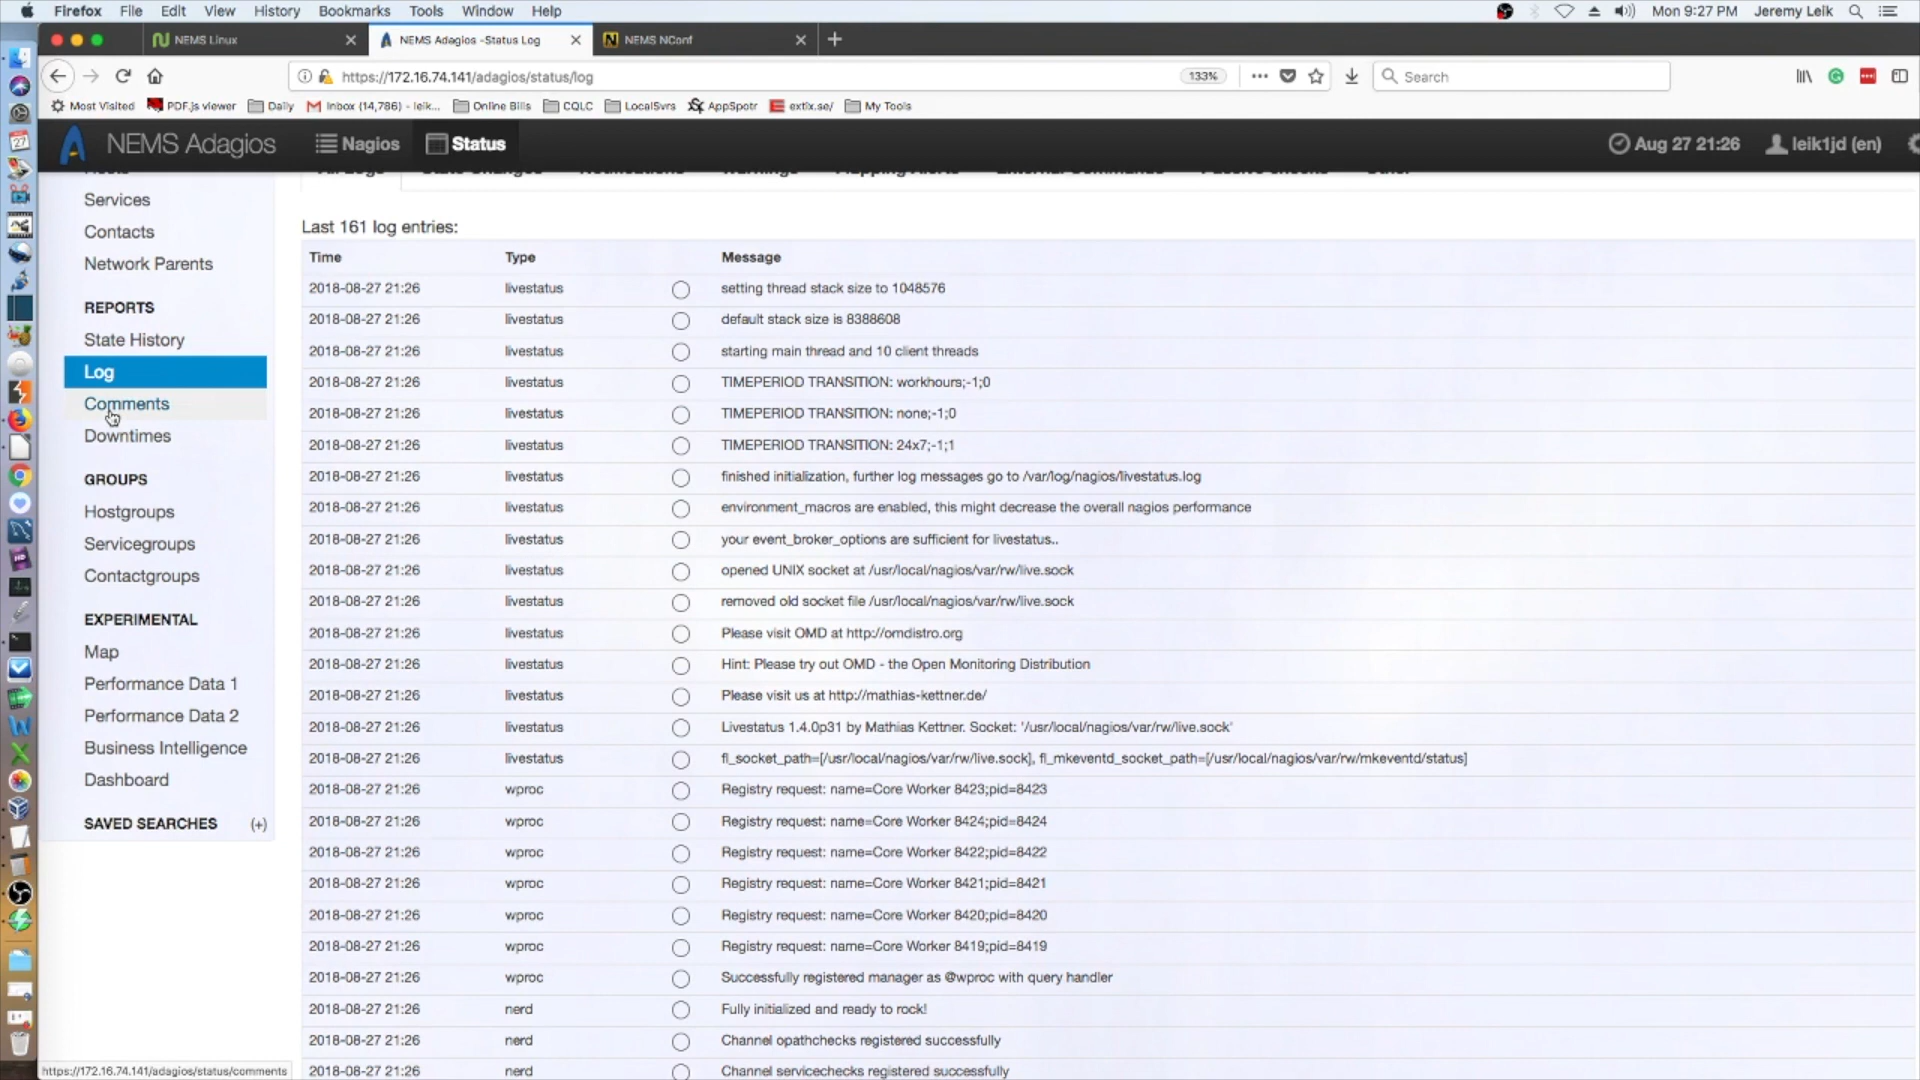 Firefox File Edit View History Bookmarks Tools Window Help Mon 9:27 PM Jeremy Leik
NEMS Linux NEMS Adagios -Status Log NEMS NConf
https://172.16.74.141/adagios/status/log 133% Search
Most Visited PDF.js viewer Daily Inbox (14,786) - leik... Online Bills CQLC LocalSvrs AppSpotr extix.se/ My Tools
NEMS Adagios Nagios Status Aug 27 21:26 leik1jd (en)
Services
Contacts
Network Parents
REPORTS
State History
Log
Comments
Downtimes
GROUPS
Hostgroups
Servicegroups
Contactgroups
EXPERIMENTAL
Map
Performance Data 1
Performance Data 2
Business Intelligence
Dashboard
SAVED SEARCHES (+)
Last 161 log entries:
Time Type Message
2018-08-27 21:26 livestatus setting thread stack size to 1048576
2018-08-27 21:26 livestatus default stack size is 8388608
2018-08-27 21:26 livestatus starting main thread and 10 client threads
2018-08-27 21:26 livestatus TIMEPERIOD TRANSITION: workhours;-1;0
2018-08-27 21:26 livestatus TIMEPERIOD TRANSITION: none;-1;0
2018-08-27 21:26 livestatus TIMEPERIOD TRANSITION: 24x7;-1;1
2018-08-27 21:26 livestatus finished initialization, further log messages go to /var/log/nagios/livestatus.log
2018-08-27 21:26 livestatus environment_macros are enabled, this might decrease the overall nagios performance
2018-08-27 21:26 livestatus your event_broker_options are sufficient for livestatus..
2018-08-27 21:26 livestatus opened UNIX socket at /usr/local/nagios/var/rw/live.sock
2018-08-27 21:26 livestatus removed old socket file /usr/local/nagios/var/rw/live.sock
2018-08-27 21:26 livestatus Please visit OMD at http://omdistro.org
2018-08-27 21:26 livestatus Hint: Please try out OMD - the Open Monitoring Distribution
2018-08-27 21:26 livestatus Please visit us at http://mathias-kettner.de/
2018-08-27 21:26 livestatus Livestatus 1.4.0p31 by Mathias Kettner. Socket: '/usr/local/nagios/var/rw/live.sock'
2018-08-27 21:26 livestatus fl_socket_path=[/usr/local/nagios/var/rw/live.sock], fl_mkeventd_socket_path=[/usr/local/nagios/var/rw/mkeventd/status]
2018-08-27 21:26 wproc Registry request: name=Core Worker 8423;pid=8423
2018-08-27 21:26 wproc Registry request: name=Core Worker 8424;pid=8424
2018-08-27 21:26 wproc Registry request: name=Core Worker 8422;pid=8422
2018-08-27 21:26 wproc Registry request: name=Core Worker 8421;pid=8421
2018-08-27 21:26 wproc Registry request: name=Core Worker 8420;pid=8420
2018-08-27 21:26 wproc Registry request: name=Core Worker 8419;pid=8419
2018-08-27 21:26 wproc Successfully registered manager as @wproc with query handler
2018-08-27 21:26 nerd Fully initialized and ready to rock!
2018-08-27 21:26 nerd Channel opathchecks registered successfully
2018-08-27 21:26 nerd Channel servicechecks registered successfully
https://172.16.74.141/adagios/status/comments